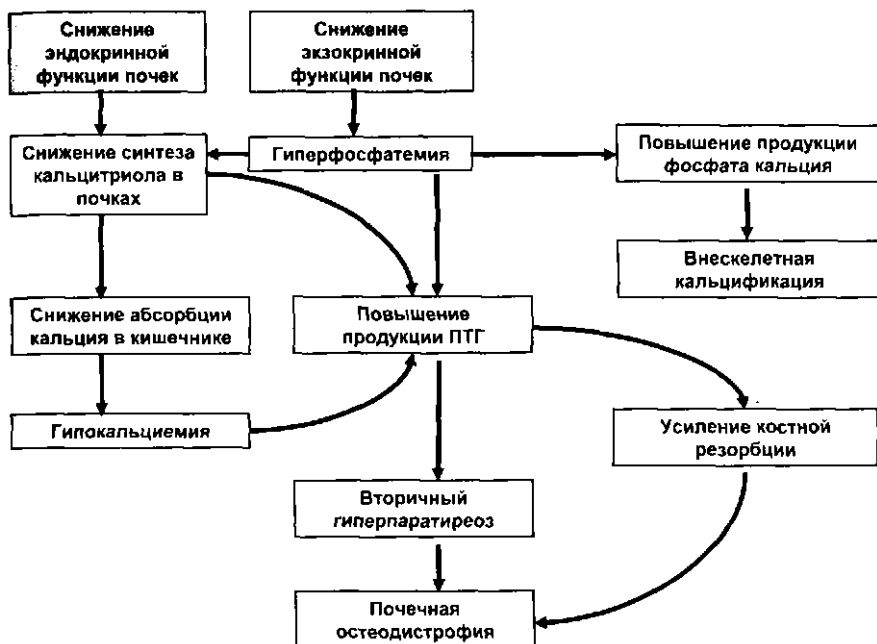 Снижение
эндокринной
функции почек
Снижение
экзокринной
функции почек
Снижение синтеза
кальцитриола в
почках
Гиперфосфатемия
Повышение продукции
фосфата кальция
Внескелетная
кальцификация
Снижение абсорбции
кальция в кишечнике
Повышение
продукции ПТГ
Гипокальциемия
Усиление костной
резорбции
Вторичный
гиперпаратиреоз
Почечная
остеодистрофия